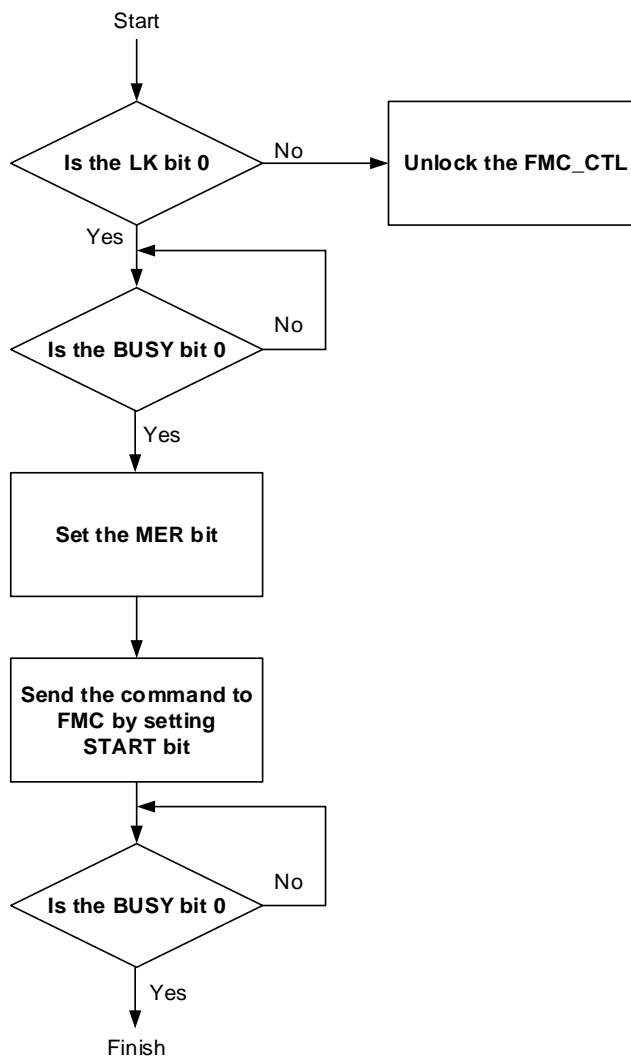 Start
Is the LK bit 0
No
Unlock the FMC_CTL
Yes
Is the BUSY bit 0
No
Yes
Set the MER bit
Send the command to
FMC by setting
START bit
Is the BUSY bit 0
No
Yes
Finish